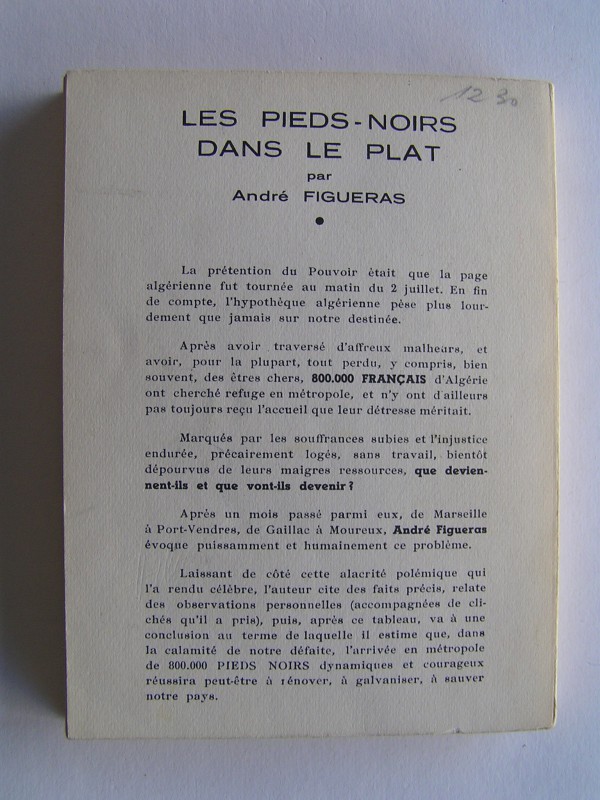 12 30
LES PIEDS-NOIRS
DANS LE PLAT
par
André FIGUERAS
La prétention du Pouvoir était que la page
algérienne fut tournée au matin du 2 juillet. En fin
de compte, l'hypothèque algérienne pèse plus lour-
dement que jamais sur notre destinée.
Après avoir traversé d'affreux malheurs, et
avoir, pour la plupart, tout perdu, y compris, bien
souvent, des êtres chers, 800.000 FRANÇAIS d'Algérie
ont cherché refuge en métropole, et n'y ont d'ailleurs
pas toujours reçu l'accueil que leur détresse méritait.
Marqués par les souffrances subies et l'injustice
endurée, précairement logés, sans travail, bientôt
dépourvus de leurs maigres ressources, que devien-
nent-ils et que vont-ils devenir ?
Après un mois passé parmi eux, de Marseille
à Port-Vendres, de Gaillac à Moureux, André Figueras
évoque puissamment et humainement ce problème.
Laissant de côté cette alacrité polémique qui
l'a rendu célèbre, l'auteur cite des faits précis, relate
des observations personnelles (accompagnées de cli-
chés qu'il a pris), puis, après ce tableau, va à une
conclusion au terme de laquelle il estime que, dans
la calamité de notre défaite, l'arrivée en métropole
de 800.000 PIEDS NOIRS dynamiques et courageux
réussira peut-être à rénover, à galvaniser, à sauver
notre pays.